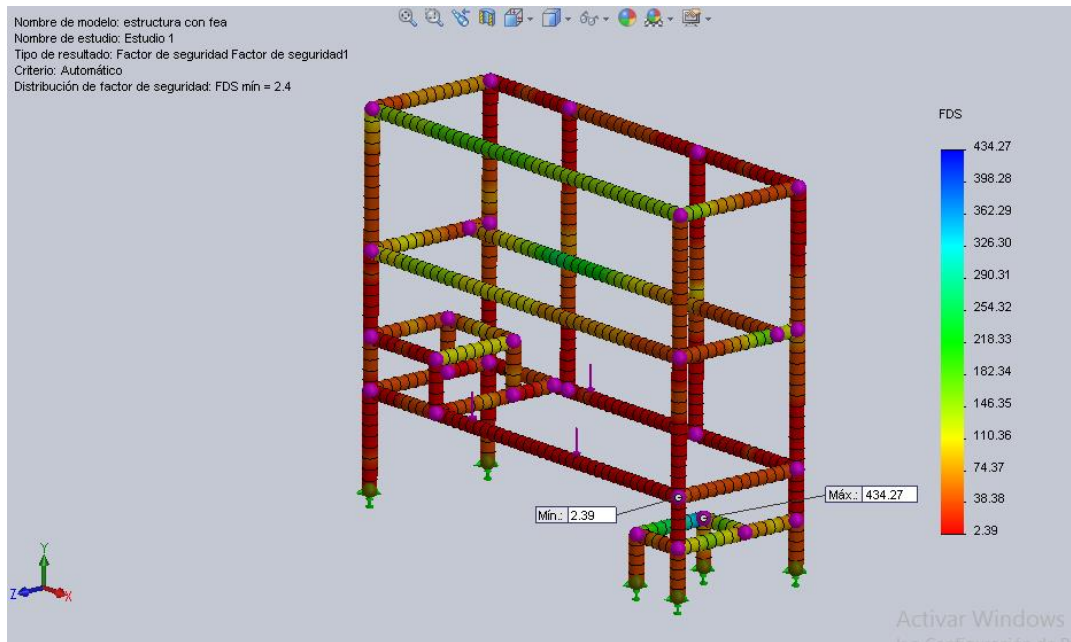 Nombre de modelo: estructura con fea
Nombre de estudio: Estudio 1
Tipo de resultado: Factor de seguridad Factor de seguridad1
Criterio: Automático
Distribución de factor de seguridad: FDS mín = 2.4
FDS
434.27
398.28
362.29
326.30
290.31
254.32
218.33
182.34
146.35
110.36
74.37
38.38
2.39
Máx.: 434.27
Mín.: 2.39
Y
Z
X
Activar Windows